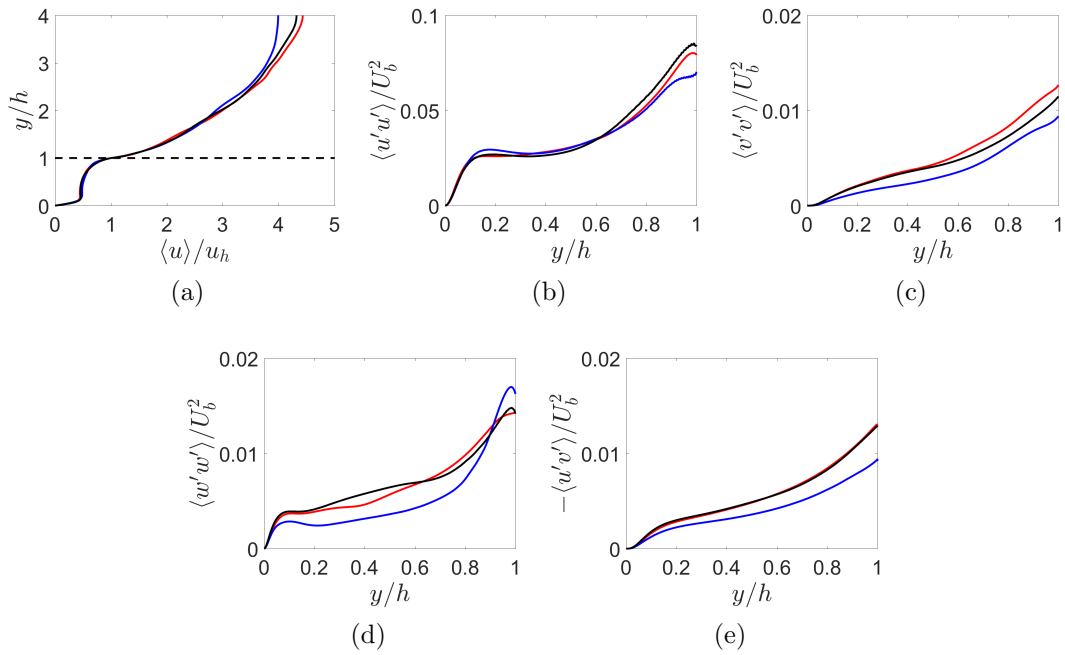 4
3
2
1
0
y/h
0 1 2 3 4 5
⟨u⟩/u_h
(a)
0.1
0.05
0
⟨u′u′⟩/U_b^2
0 0.2 0.4 0.6 0.8 1
y/h
(b)
0.02
0.01
0
⟨v′v′⟩/U_b^2
0 0.2 0.4 0.6 0.8 1
y/h
(c)
0.02
0.01
0
⟨w′w′⟩/U_b^2
0 0.2 0.4 0.6 0.8 1
y/h
(d)
0.02
0.01
0
−⟨u′v′⟩/U_b^2
0 0.2 0.4 0.6 0.8 1
y/h
(e)